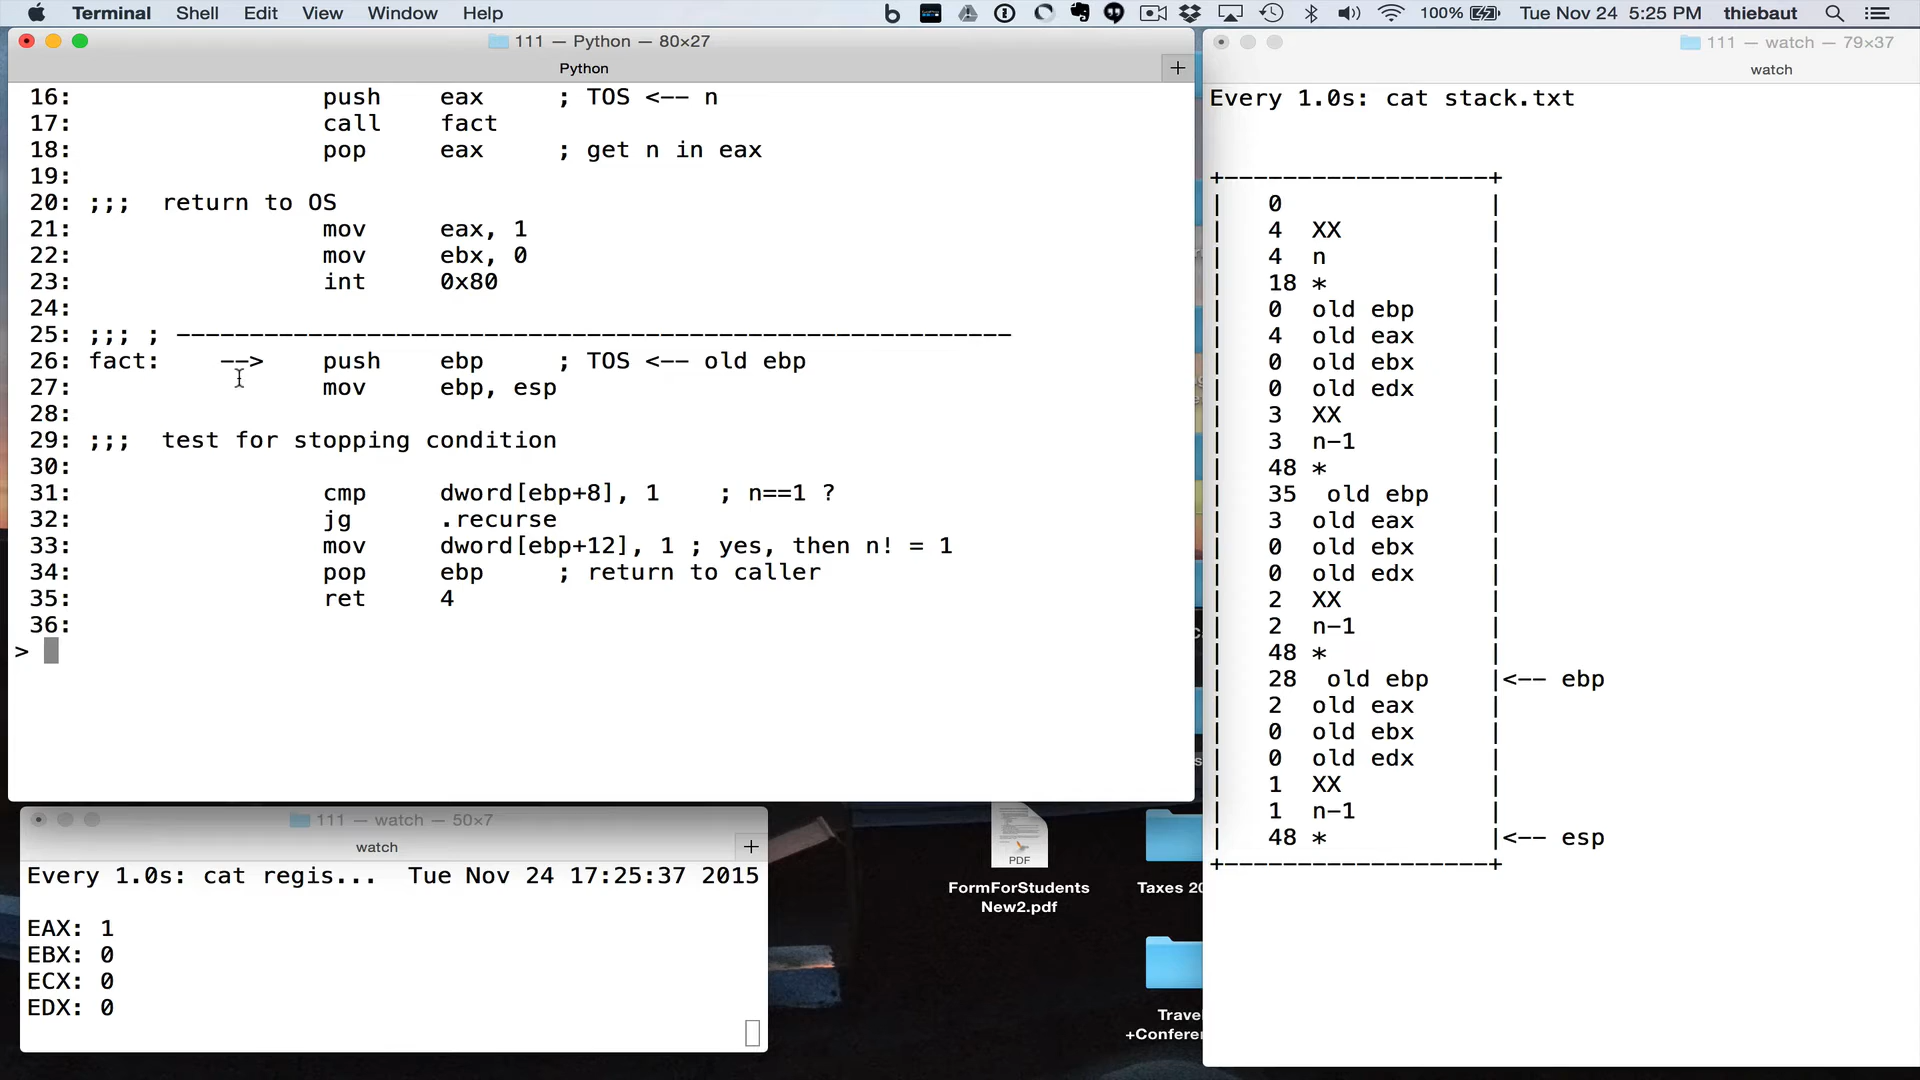 Terminal Shell Edit View Window Help 100% Tue Nov 24 5:25 PM thiebaut
111 — Python — 80×27
Python
16: push eax ; TOS <-- n
17: call fact
18: pop eax ; get n in eax
19:
20: ;;; return to OS
21: mov eax, 1
22: mov ebx, 0
23: int 0x80
24:
25: ;;; ; ---------------------------------------------------------
26: fact: --> push ebp ; TOS <-- old ebp
27: mov ebp, esp
28:
29: ;;; test for stopping condition
30:
31: cmp dword[ebp+8], 1 ; n==1 ?
32: jg .recurse
33: mov dword[ebp+12], 1 ; yes, then n! = 1
34: pop ebp ; return to caller
35: ret 4
36:
>
111 — watch — 50×7
watch
Every 1.0s: cat regis... Tue Nov 24 17:25:37 2015
EAX: 1
EBX: 0
ECX: 0
EDX: 0
PDF
FormForStudents
New2.pdf
Taxes 20
Trave
+Conferen
111 — watch — 79×37
watch
Every 1.0s: cat stack.txt
+------------------+
| 0 |
| 4 XX |
| 4 n |
| 18 * |
| 0 old ebp |
| 4 old eax |
| 0 old ebx |
| 0 old edx |
| 3 XX |
| 3 n-1 |
| 48 * |
| 35 old ebp |
| 3 old eax |
| 0 old ebx |
| 0 old edx |
| 2 XX |
| 2 n-1 |
| 48 * |
| 28 old ebp |<-- ebp
| 2 old eax |
| 0 old ebx |
| 0 old edx |
| 1 XX |
| 1 n-1 |
| 48 * |<-- esp
+------------------+